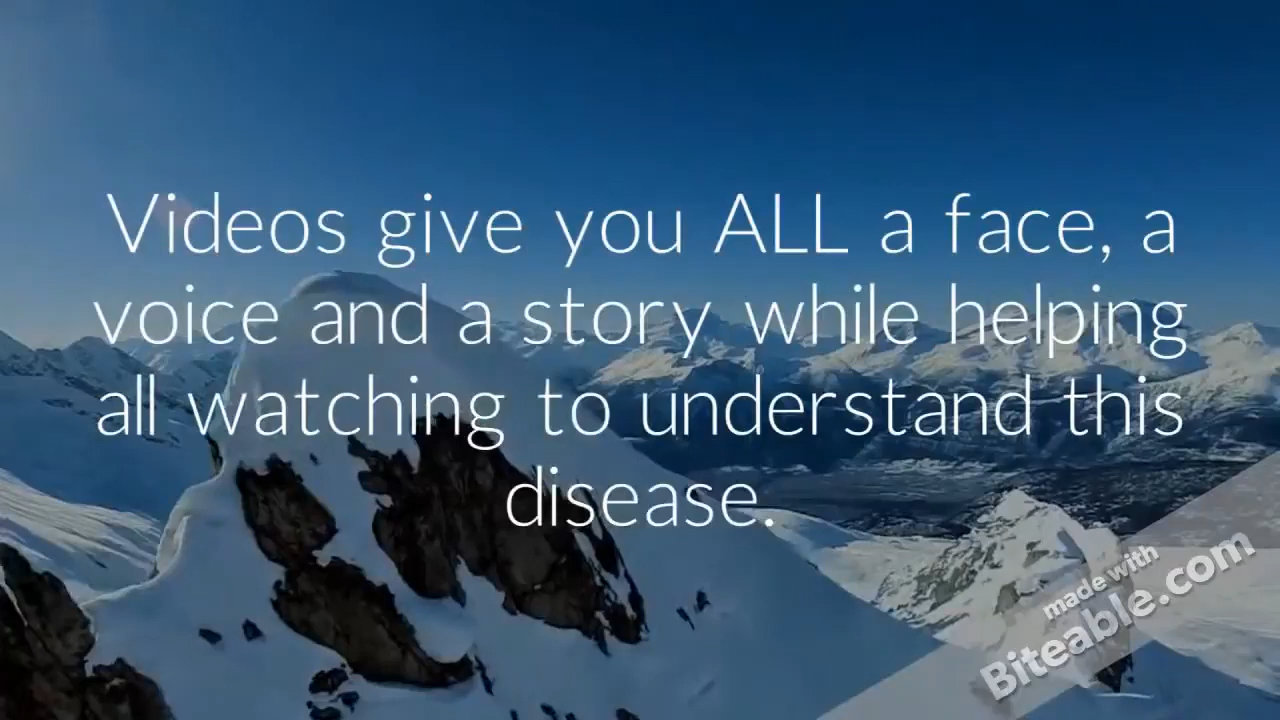 Videos give you ALL a face, a
voice and a story while helping
all watching to understand this
disease.
made with
Biteable.com